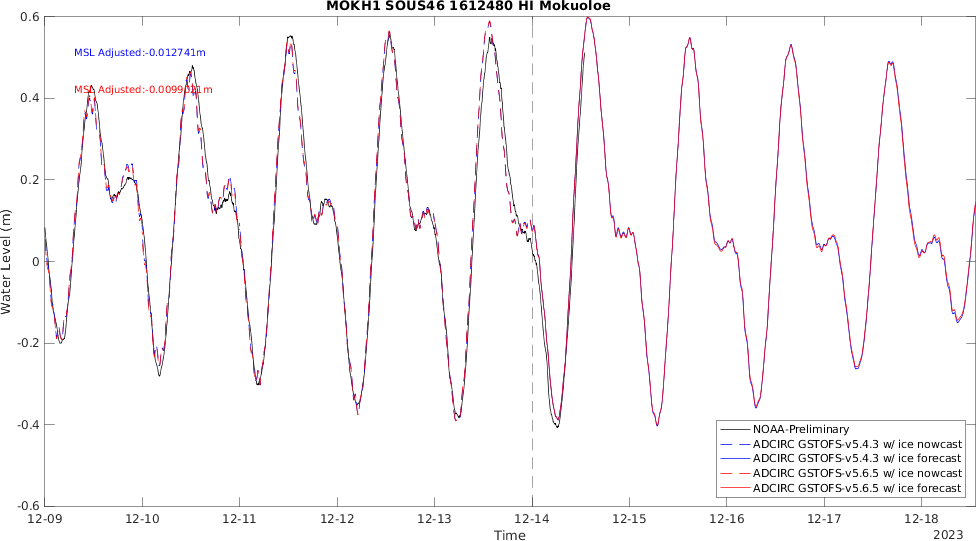 MOKH1 SOUS46 1612480 HI Mokuoloe
0.6
MSL Adjusted:-0.012741m
MSL Adjusted:-0.0099021m
0.4
0.2
0
-0.2
-0.4
-0.6
Water Level (m)
NOAA-Preliminary
ADCIRC GSTOFS-v5.4.3 w/ ice nowcast
ADCIRC GSTOFS-v5.4.3 w/ ice forecast
ADCIRC GSTOFS-v5.6.5 w/ ice nowcast
ADCIRC GSTOFS-v5.6.5 w/ ice forecast
12-09 12-10 12-11 12-12 12-13 12-14 12-15 12-16 12-17 12-18
Time
2023